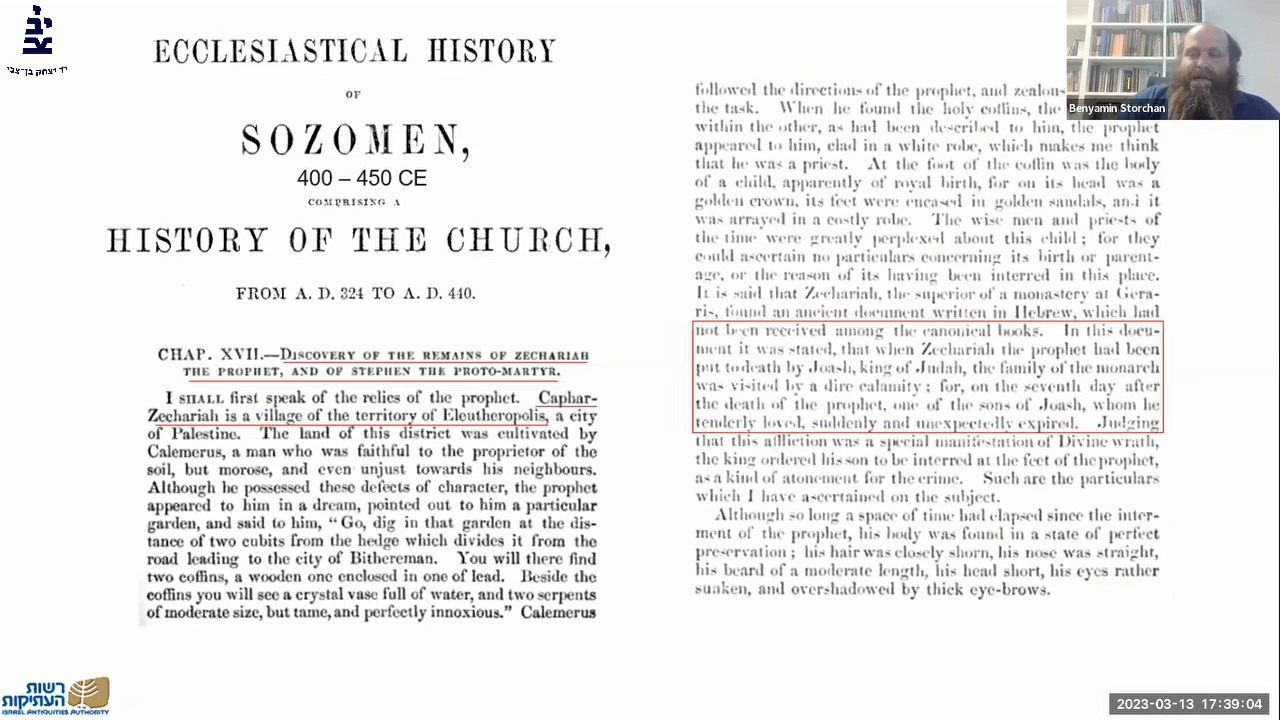 יד יצחק בן־צבי
ECCLESIASTICAL HISTORY
OF
SOZOMEN,
400 – 450 CE
COMPRISING A
HISTORY OF THE CHURCH,
FROM A. D. 324 TO A. D. 440.
CHAP. XVII.—DISCOVERY OF THE REMAINS OF ZECHARIAH
THE PROPHET, AND OF STEPHEN THE PROTO-MARTYR.
I SHALL first speak of the relics of the prophet. Caphar-
Zechariah is a village of the territory of Eleutheropolis, a city
of Palestine. The land of this district was cultivated by
Calemerus, a man who was faithful to the proprietor of the
soil, but morose, and even unjust towards his neighbours.
Although he possessed these defects of character, the prophet
appeared to him in a dream, pointed out to him a particular
garden, and said to him, “Go, dig in that garden at the dis-
tance of two cubits from the hedge which divides it from the
road leading to the city of Bithereman. You will there find
two coffins, a wooden one enclosed in one of lead. Beside the
coffins you will see a crystal vase full of water, and two serpents
of moderate size, but tame, and perfectly innoxious.” Calemerus
followed the directions of the prophet, and zealous
the task. When he found the holy coffins, the
within the other, as had been described to him, the prophet
appeared to him, clad in a white robe, which makes me think
that he was a priest. At the foot of the coffin was the body
of a child, apparently of royal birth, for on its head was a
golden crown, its feet were encased in golden sandals, and it
was arrayed in a costly robe. The wise men and priests of
the time were greatly perplexed about this child; for they
could ascertain no particulars concerning its birth or parent-
age, or the reason of its having been interred in this place.
It is said that Zechariah, the superior of a monastery at Gera-
ris, found an ancient document written in Hebrew, which had
not been received among the canonical books. In this docu-
ment it was stated, that when Zechariah the prophet had been
put to death by Joash, king of Judah, the family of the monarch
was visited by a dire calamity; for, on the seventh day after
the death of the prophet, one of the sons of Joash, whom he
tenderly loved, suddenly and unexpectedly expired. Judging
that this affliction was a special manifestation of Divine wrath,
the king ordered his son to be interred at the feet of the prophet,
as a kind of atonement for the crime. Such are the particulars
which I have ascertained on the subject.
Although so long a space of time had elapsed since the inter-
ment of the prophet, his body was found in a state of perfect
preservation; his hair was closely shorn, his nose was straight,
his beard of a moderate length, his head short, his eyes rather
sunken, and overshadowed by thick eye-brows.
Benyamin Storchan
רשות
העתיקות
ISRAEL ANTIQUITIES AUTHORITY
2023-03-13 17:39:04